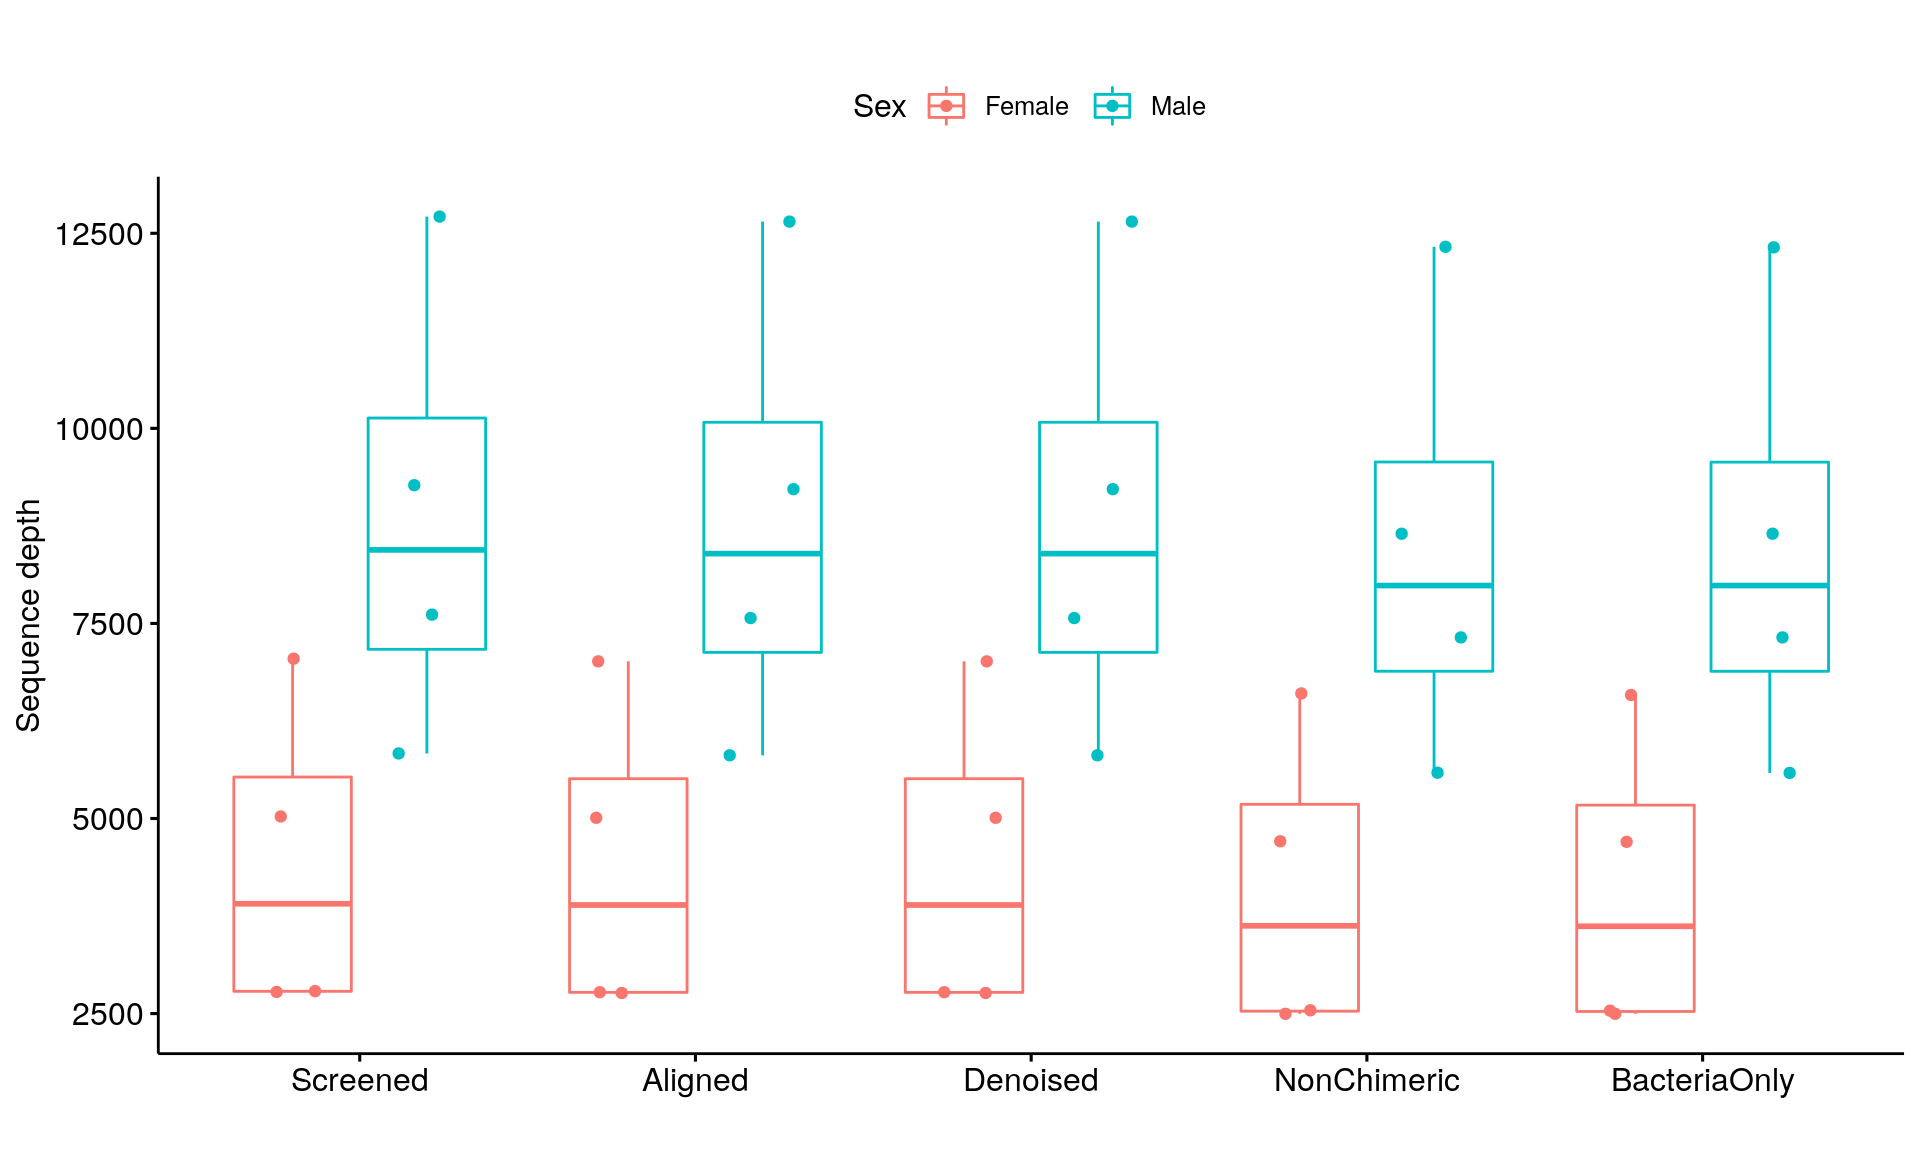 Sex Female Male
12500
10000
7500
5000
2500
Sequence depth
Screened Aligned Denoised NonChimeric BacteriaOnly